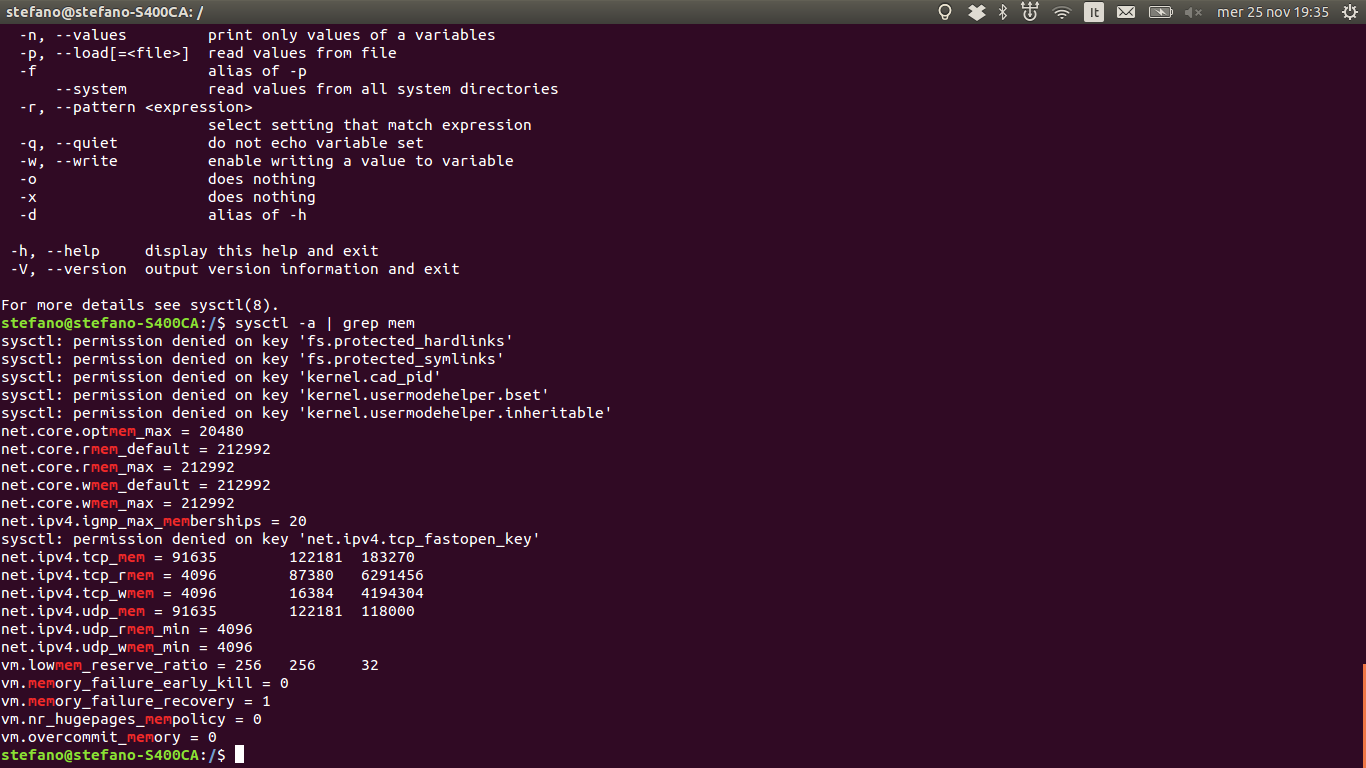 stefano@stefano-S400CA: /
It
mer 25 nov 19:35
-n, --values         print only values of a variables
-p, --load[=<file>]  read values from file
-f                   alias of -p
    --system         read values from all system directories
-r, --pattern <expression>
                     select setting that match expression
-q, --quiet          do not echo variable set
-w, --write          enable writing a value to variable
-o                   does nothing
-x                   does nothing
-d                   alias of -h
-h, --help     display this help and exit
-V, --version  output version information and exit
For more details see sysctl(8).
stefano@stefano-S400CA:/$ sysctl -a | grep mem
sysctl: permission denied on key 'fs.protected_hardlinks'
sysctl: permission denied on key 'fs.protected_symlinks'
sysctl: permission denied on key 'kernel.cad_pid'
sysctl: permission denied on key 'kernel.usermodehelper.bset'
sysctl: permission denied on key 'kernel.usermodehelper.inheritable'
net.core.optmem_max = 20480
net.core.rmem_default = 212992
net.core.rmem_max = 212992
net.core.wmem_default = 212992
net.core.wmem_max = 212992
net.ipv4.igmp_max_memberships = 20
sysctl: permission denied on key 'net.ipv4.tcp_fastopen_key'
net.ipv4.tcp_mem = 91635        122181  183270
net.ipv4.tcp_rmem = 4096        87380   6291456
net.ipv4.tcp_wmem = 4096        16384   4194304
net.ipv4.udp_mem = 91635        122181  118000
net.ipv4.udp_rmem_min = 4096
net.ipv4.udp_wmem_min = 4096
vm.lowmem_reserve_ratio = 256   256     32
vm.memory_failure_early_kill = 0
vm.memory_failure_recovery = 1
vm.nr_hugepages_mempolicy = 0
vm.overcommit_memory = 0
stefano@stefano-S400CA:/$